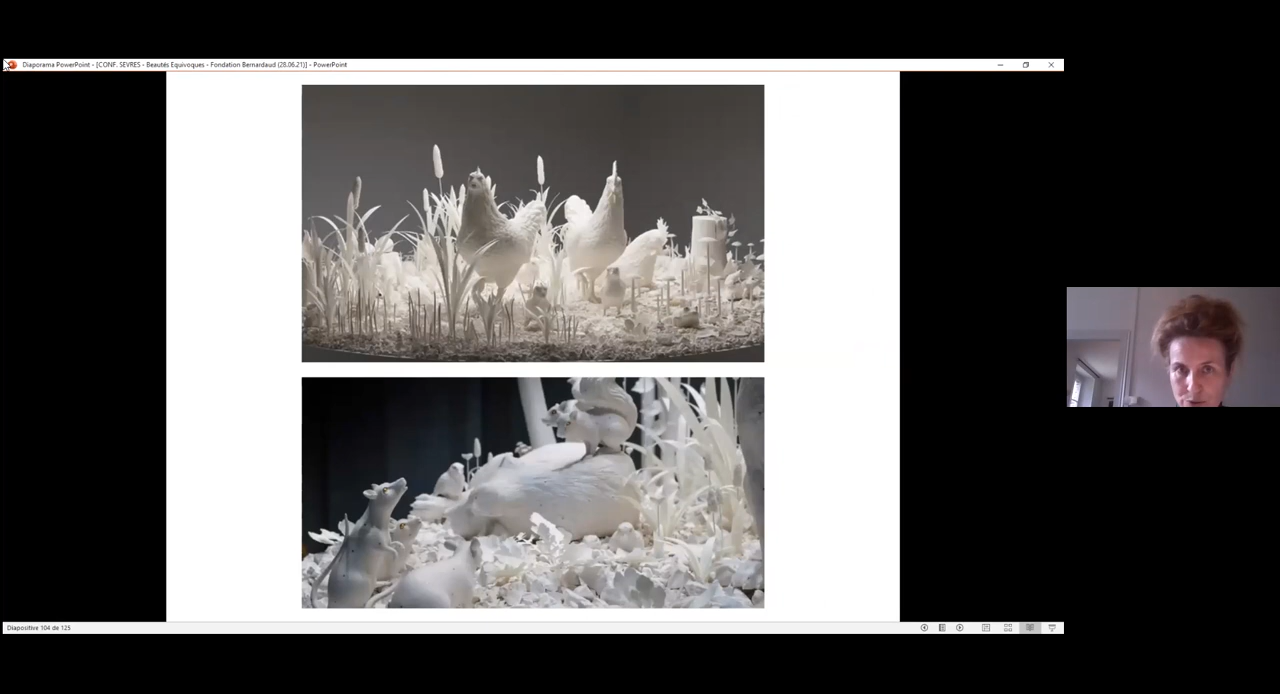 Diaporama PowerPoint - [CONF. SEVRES - Beautés Equivoques - Fondation Bernardaud (28.06.21)] - PowerPoint
Diapositive 104 de 125